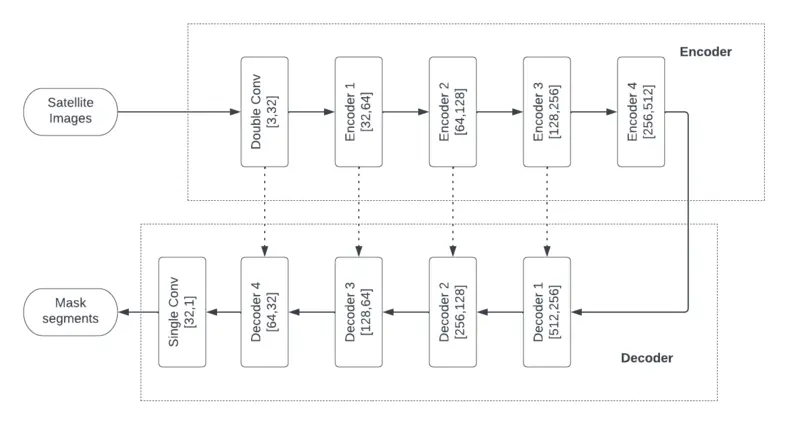 Encoder
Satellite
Images
Double Conv
[3,32]
Encoder 1
[32,64]
Encoder 2
[64,128]
Encoder 3
[128,256]
Encoder 4
[256,512]
Mask
segments
Single Conv
[32,1]
Decoder 4
[64,32]
Decoder 3
[128,64]
Decoder 2
[256,128]
Decoder 1
[512,256]
Decoder